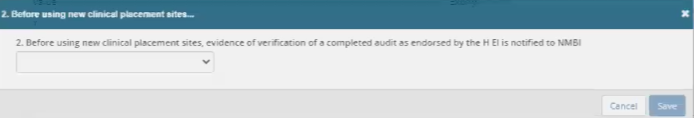 2. Before using new clinical placement sites...
2. Before using new clinical placement sites, evidence of verification of a completed audit as endorsed by the H EI is notified to NMBI
Cancel Save